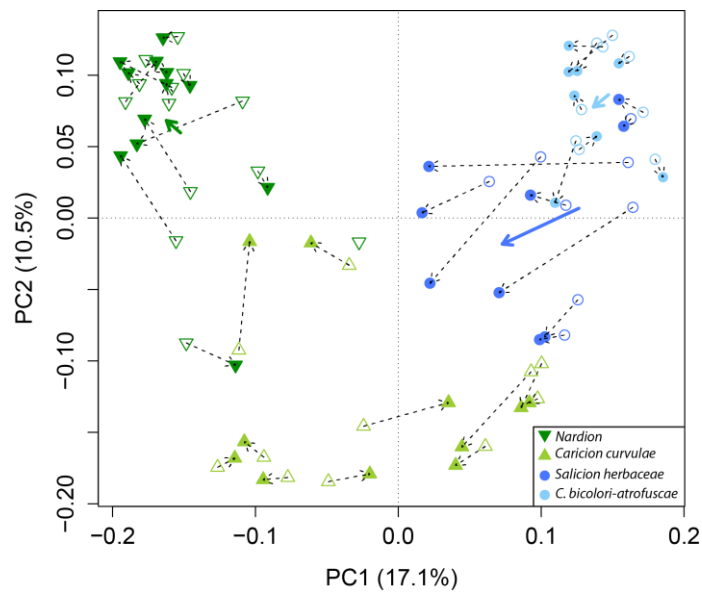 0.10
0.05
0.00
−0.10
−0.20
PC2 (10.5%)
−0.2
−0.1
0.0
0.1
0.2
PC1 (17.1%)
Nardion
Caricion curvulae
Salicion herbaceae
C. bicolori-atrofuscae